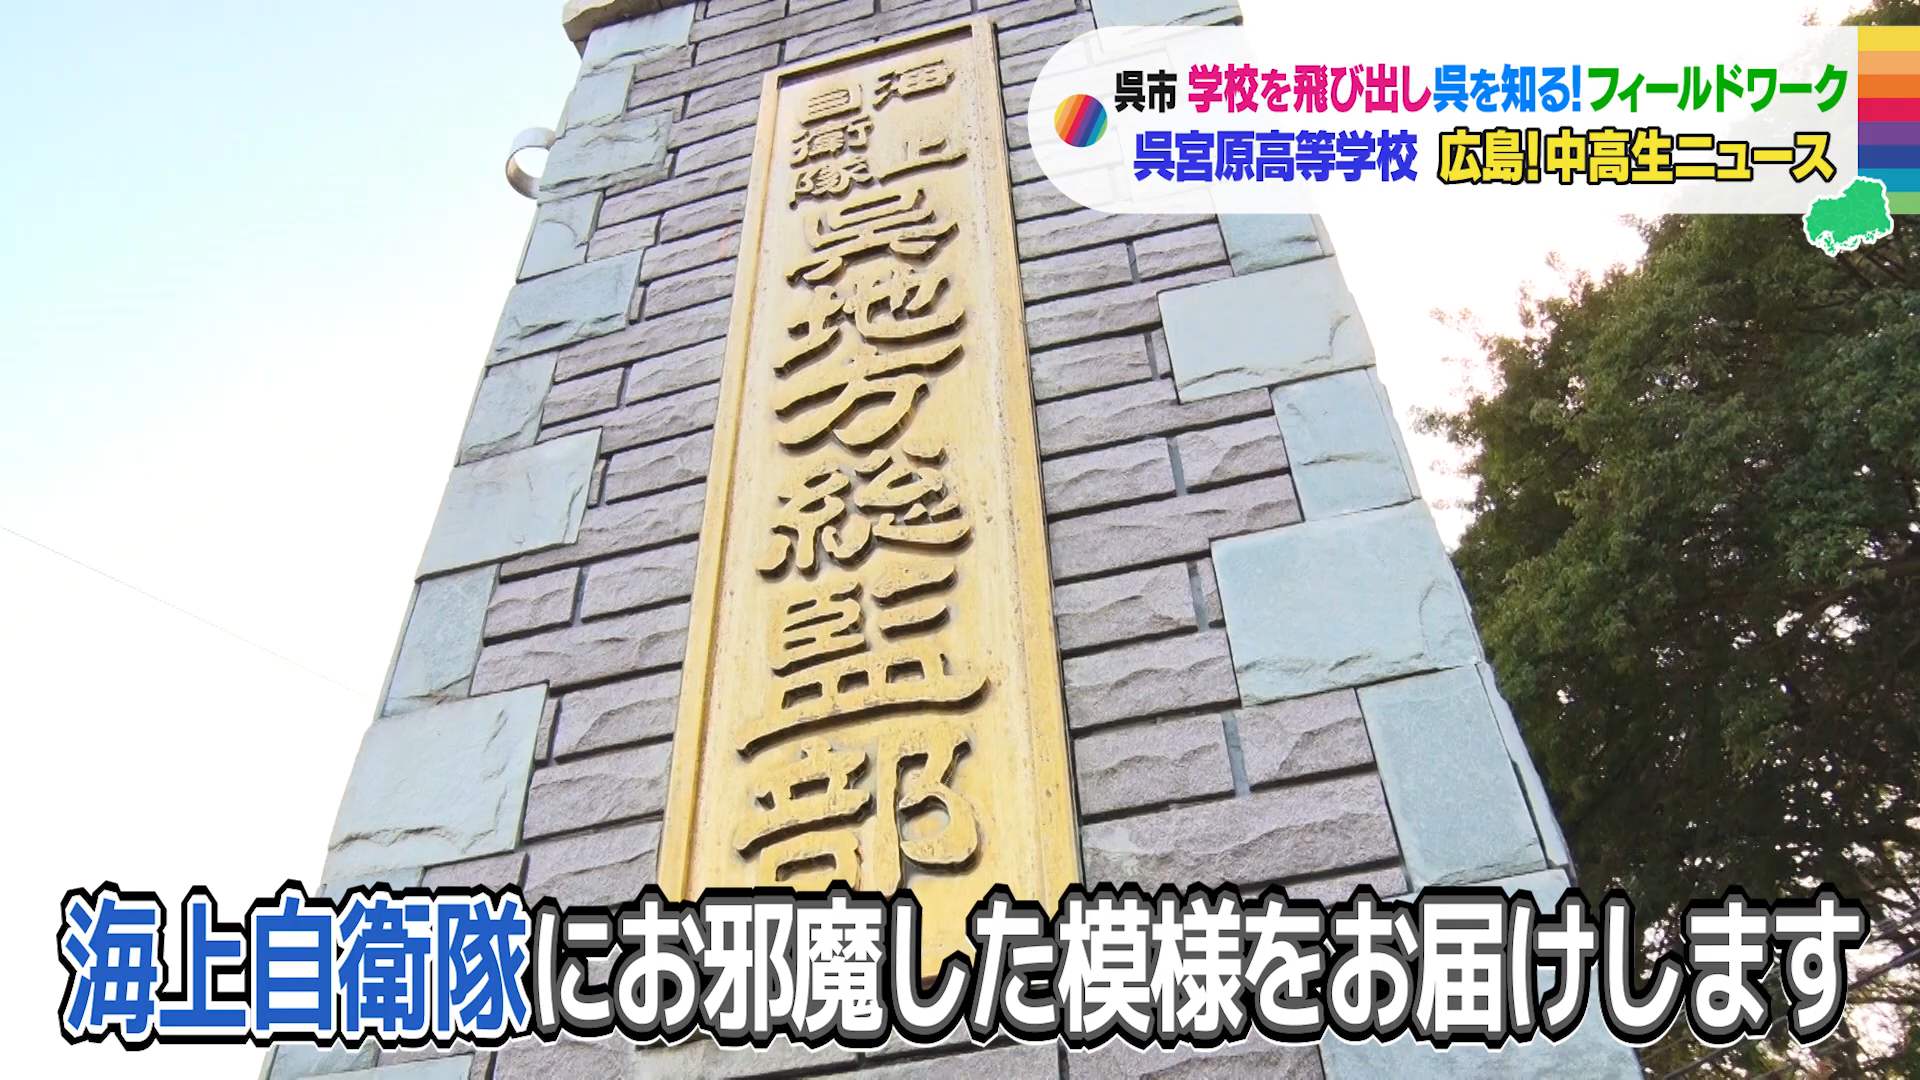 呉市 学校を飛び出し呉を知る!フィールドワーク
呉宮原高等学校 広島!中高生ニュース
海上
自衛隊
呉地方総監部
海上自衛隊にお邪魔した模様をお届けします